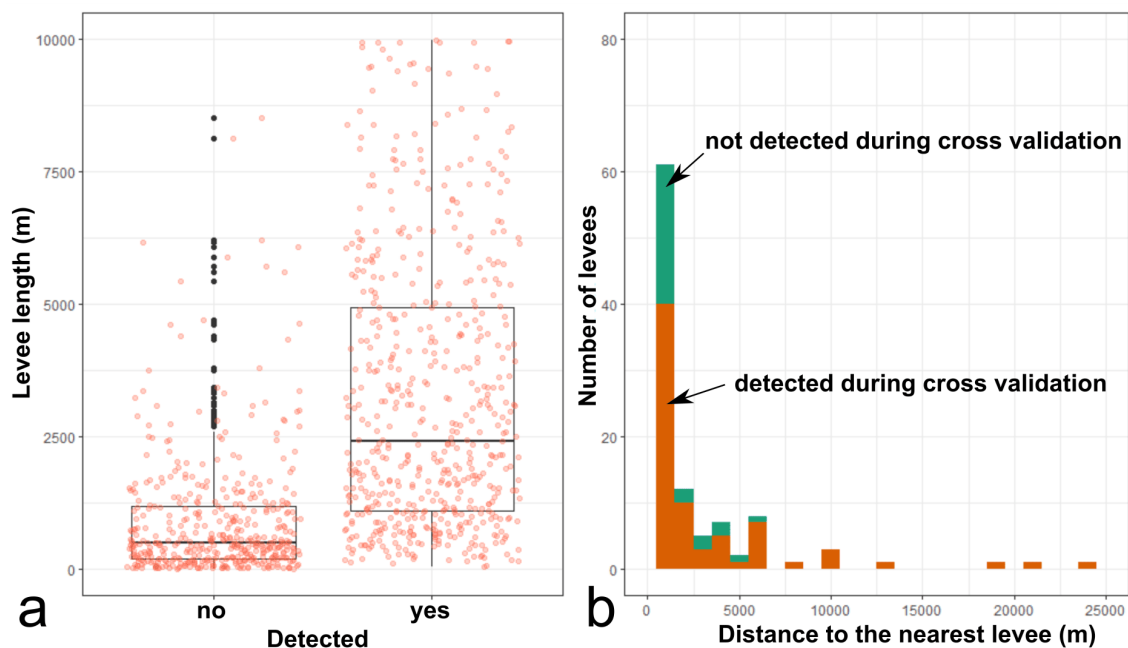 10000
7500
5000
2500
0
Levee length (m)
no
yes
Detected
a
80
60
40
20
0
Number of levees
not detected during cross validation
detected during cross validation
0
5000
10000
15000
20000
25000
Distance to the nearest levee (m)
b